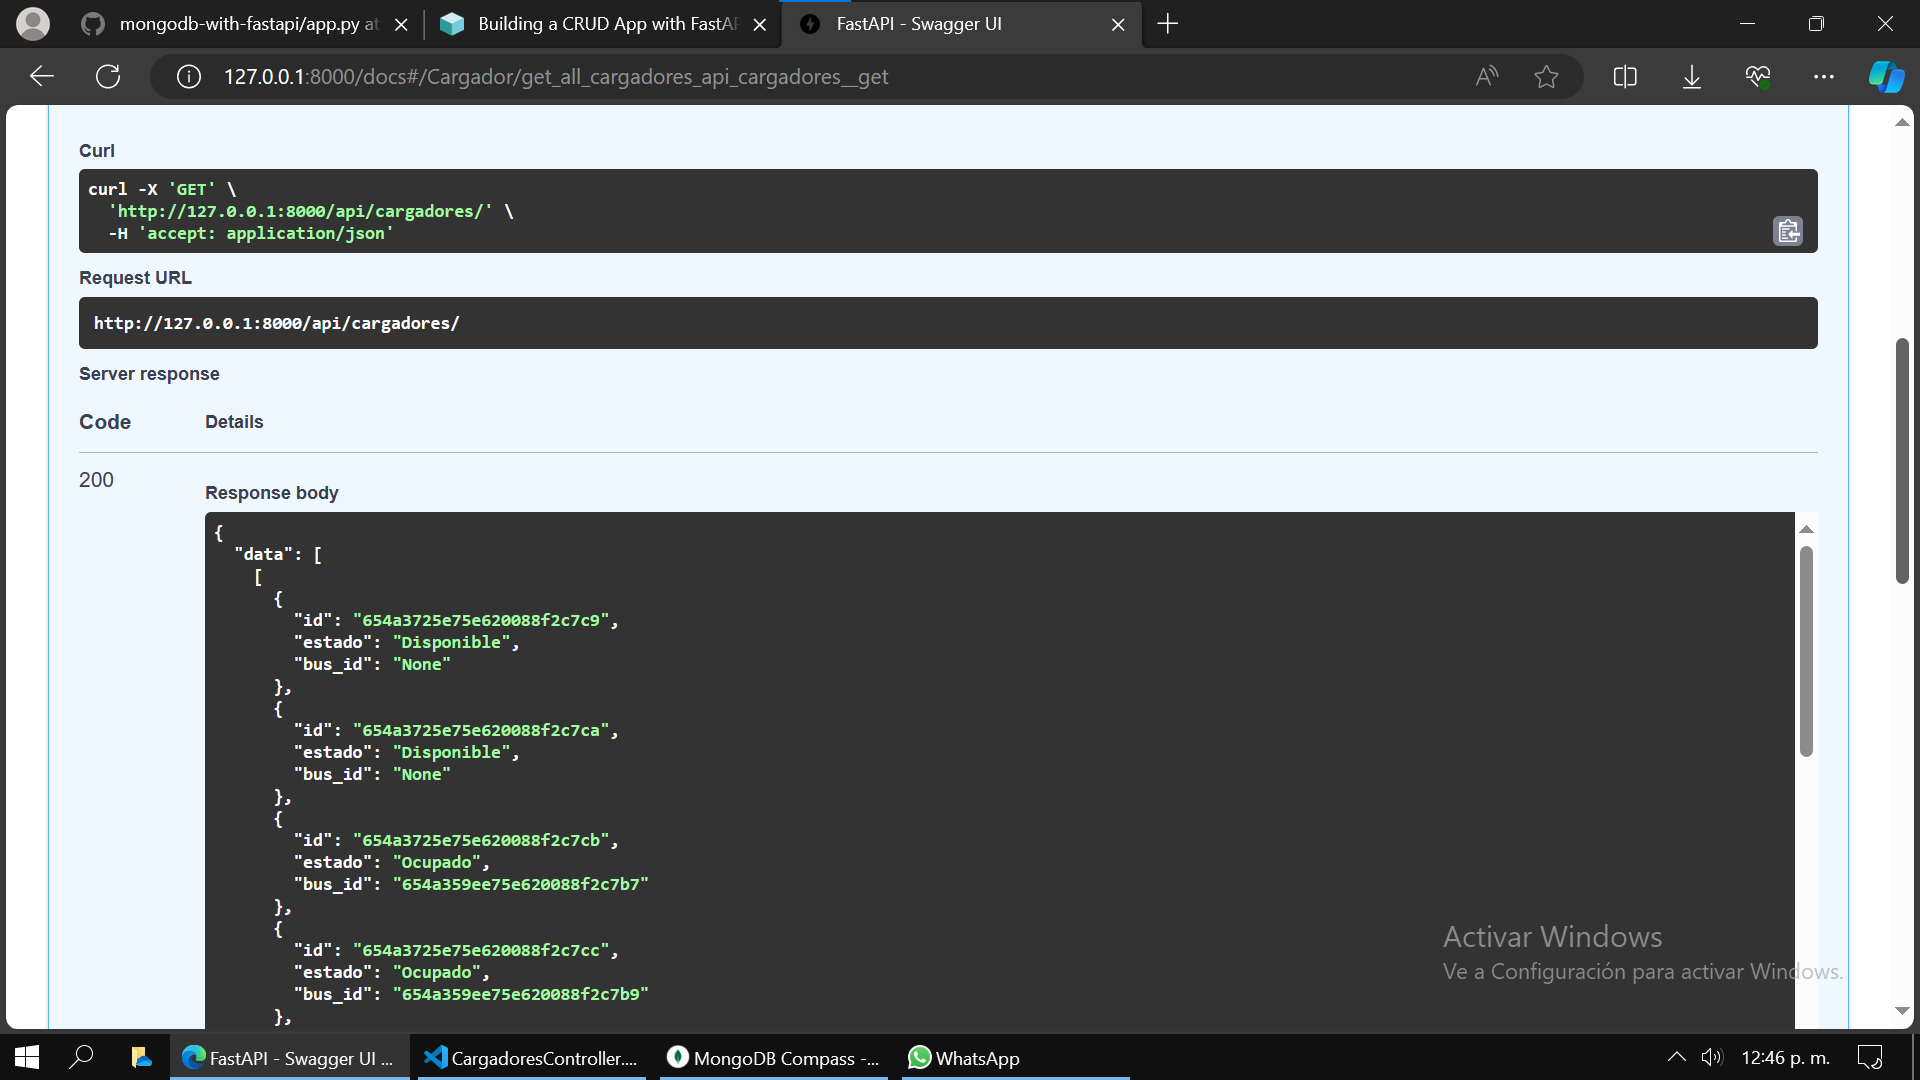 mongodb-with-fastapi/app.py at
Building a CRUD App with FastAP
FastAPI - Swagger UI
127.0.0.1:8000/docs#/Cargador/get_all_cargadores_api_cargadores__get
Curl
curl -X 'GET' \
'http://127.0.0.1:8000/api/cargadores/' \
-H 'accept: application/json'
Request URL
http://127.0.0.1:8000/api/cargadores/
Server response
Code Details
200
Response body
{
"data": [
[
{
"id": "654a3725e75e620088f2c7c9",
"estado": "Disponible",
"bus_id": "None"
},
{
"id": "654a3725e75e620088f2c7ca",
"estado": "Disponible",
"bus_id": "None"
},
{
"id": "654a3725e75e620088f2c7cb",
"estado": "Ocupado",
"bus_id": "654a359ee75e620088f2c7b7"
},
{
"id": "654a3725e75e620088f2c7cc",
"estado": "Ocupado",
"bus_id": "654a359ee75e620088f2c7b9"
},
Activar Windows
Ve a Configuración para activar Windows.
FastAPI - Swagger UI ...
CargadoresController....
MongoDB Compass -...
WhatsApp
12:46 p. m.